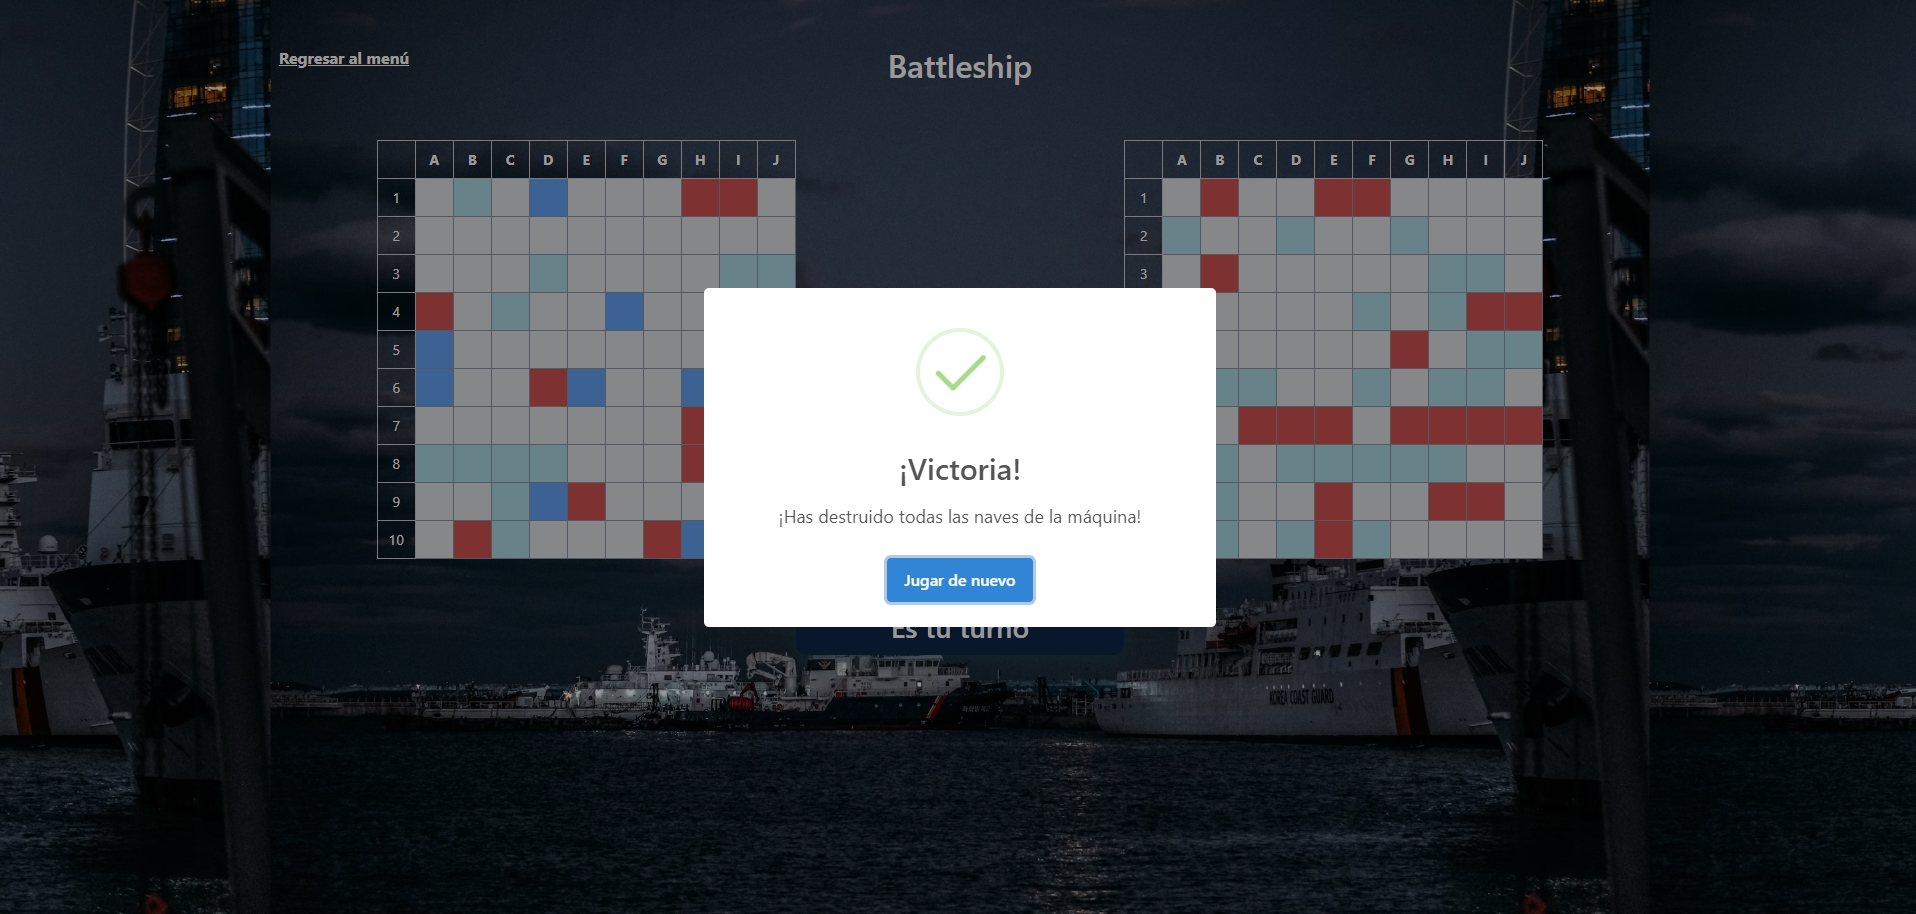 Regresar al menú
Battleship
A B C D E F G H I J
1
2
3
4
5
6
7
8
9
10
A B C D E F G H I J
1
2
3
¡Victoria!
¡Has destruido todas las naves de la máquina!
Jugar de nuevo
Es tu turno
KOREA COAST GUARD